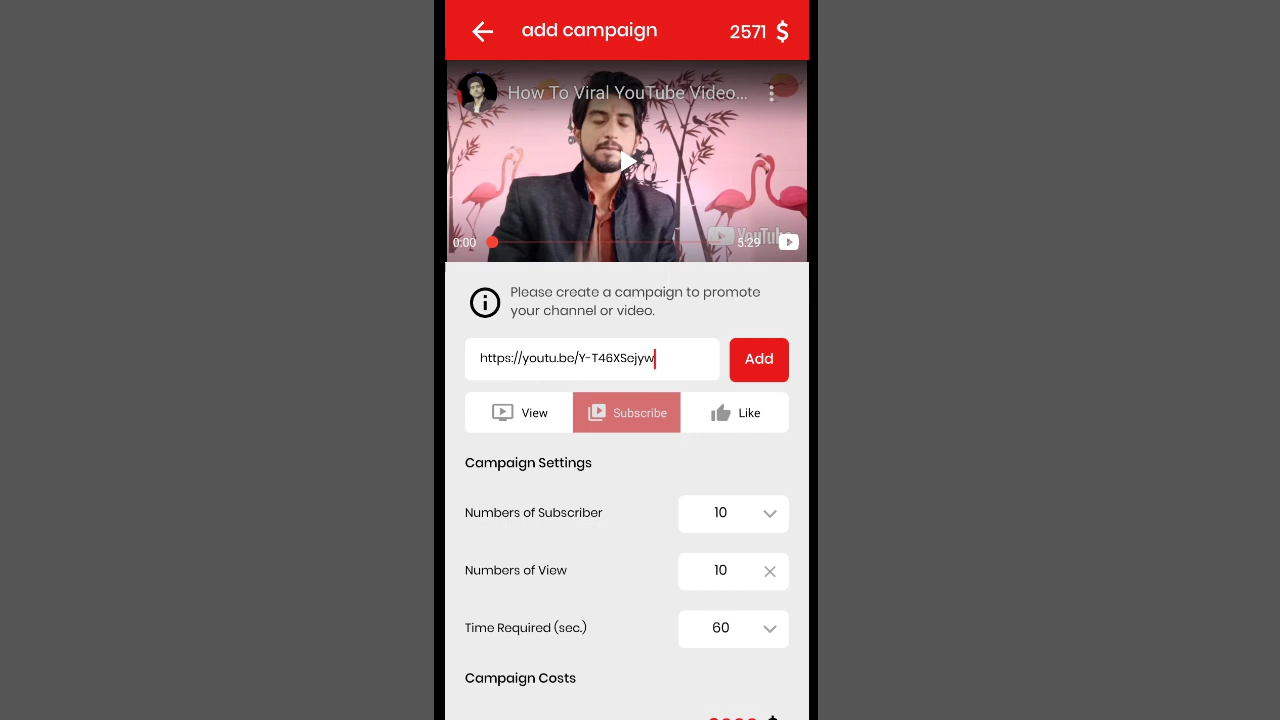 add campaign
2571 $
How To Viral YouTube Video...
YouTube
0:00
5:29
Please create a campaign to promote
your channel or video.
https://youtu.be/Y-T46XSejyw
Add
View
Subscribe
Like
Campaign Settings
Numbers of Subscriber
10
Numbers of View
10
Time Required (sec.)
60
Campaign Costs